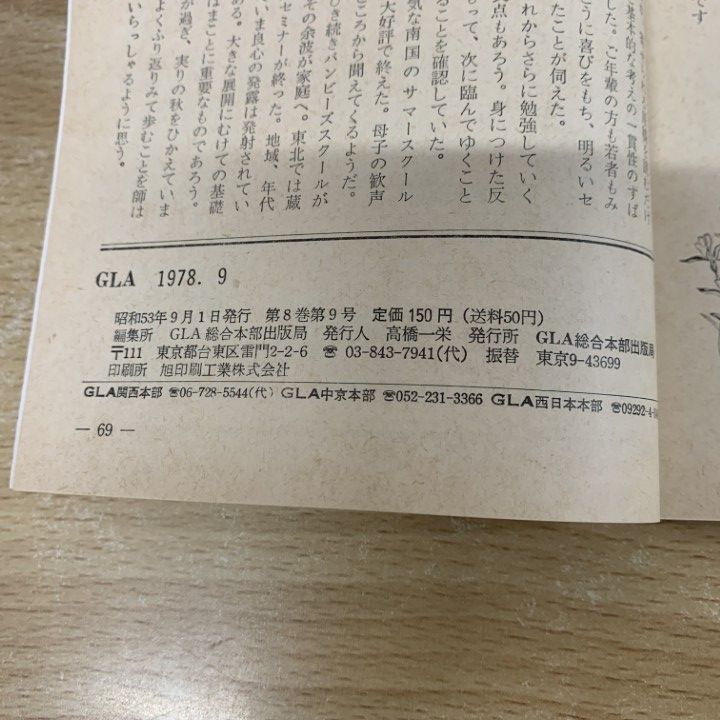 です
基本的な考えの一貫性のすば
した。この年輩の方も若者もみ
うに喜びをもち、明るいセ
たことが伺えた。
れからさらに勉強していく
点もあろう。身につけた反
って、次に臨んでゆくこと
ることを確認していた。
気な南国のサマースクール
大好評で終えた。母子の歓声
ころから聞えてくるようだ。
ひき続きバンビーズスクールが
その余波が家庭へ。東北では蔵
セミナーが終った。地域、年代
、いま良心の発露は発射されてい
ある。大きな展開にむけての基礎
はまことに重要なものであろう。
が過ぎ、実りの秋をひかえていま
よくふり返りみて歩むことを師は
いらっしゃるように思う。
GLA 1978. 9
昭和53年9月1日発行 第8巻第9号 定価150円(送料50円)
編集所 GLA総合本部出版局 発行人 高橋一栄 発行所 GLA総合本部出版局
〒111 東京都台東区雷門2-2-6 ☎ 03-843-7941(代) 振替 東京9-43699
印刷所 旭印刷工業株式会社
GLA関西本部 ☎06-728-5544(代) GLA中京本部 ☎052-231-3366 GLA西日本本部 ☎09292-4-
— 69 —